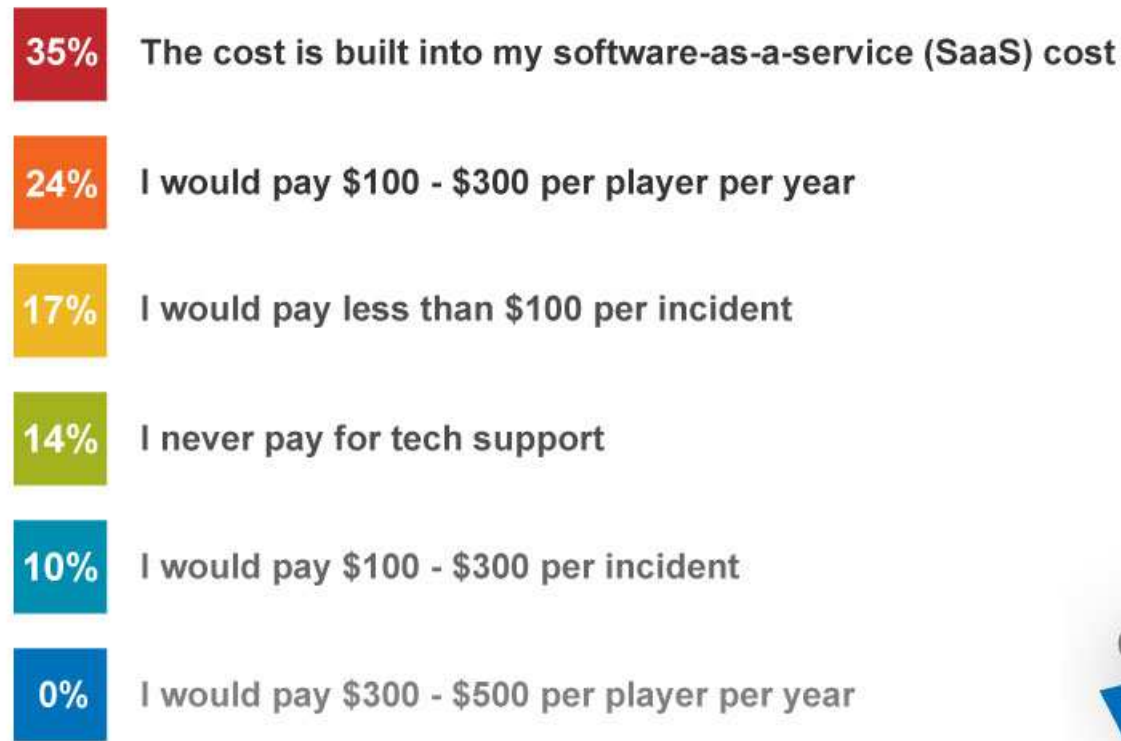 35% The cost is built into my software-as-a-service (SaaS) cost
24% I would pay $100 - $300 per player per year
17% I would pay less than $100 per incident
14% I never pay for tech support
10% I would pay $100 - $300 per incident
0% I would pay $300 - $500 per player per year